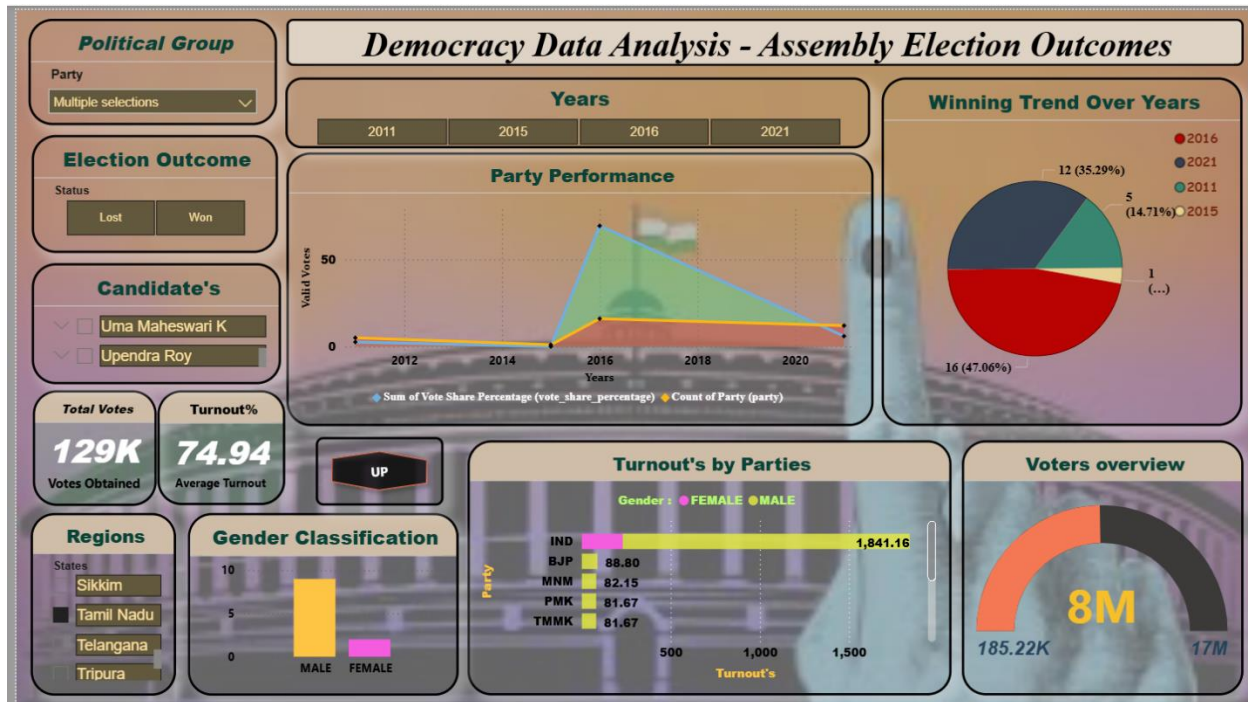 Political Group
Party
Multiple selections
Democracy Data Analysis - Assembly Election Outcomes
Years
2011
2015
2016
2021
Winning Trend Over Years
2016
2021
2011
2015
12 (35.29%)
5
(14.71%)
1
(...)
16 (47.06%)
Election Outcome
Status
Lost
Won
Party Performance
Valid Votes
50
0
2012
2014
2016
2018
2020
Years
Sum of Vote Share Percentage (vote_share_percentage)
Count of Party (party)
Candidate's
Uma Maheswari K
Upendra Roy
Total Votes
129K
Votes Obtained
Turnout%
74.94
Average Turnout
UP
Regions
States
Sikkim
Tamil Nadu
Telangana
Tripura
Gender Classification
10
5
0
MALE
FEMALE
Turnout's by Parties
Gender : FEMALE MALE
Party
IND 1,841.16
BJP 88.80
MNM 82.15
PMK 81.67
TMMK 81.67
500
1,000
1,500
Turnout's
Voters overview
8M
185.22K
17M